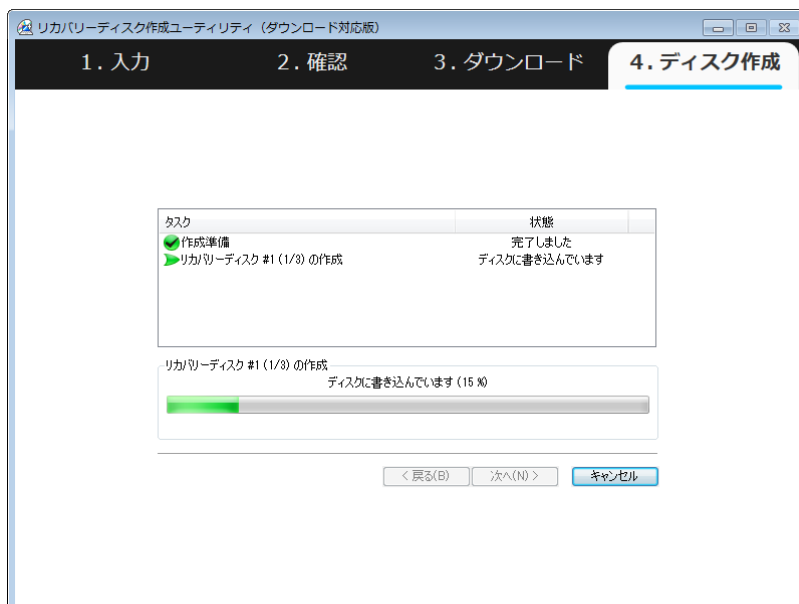 リカバリーディスク作成ユーティリティ（ダウンロード対応版）
1．入力 2．確認 3．ダウンロード 4．ディスク作成
タスク 状態
作成準備 完了しました
リカバリーディスク #1 (1/3) の作成 ディスクに書き込んでいます
リカバリーディスク #1 (1/3) の作成
ディスクに書き込んでいます (15 %)
< 戻る(B) 次へ(N) > キャンセル